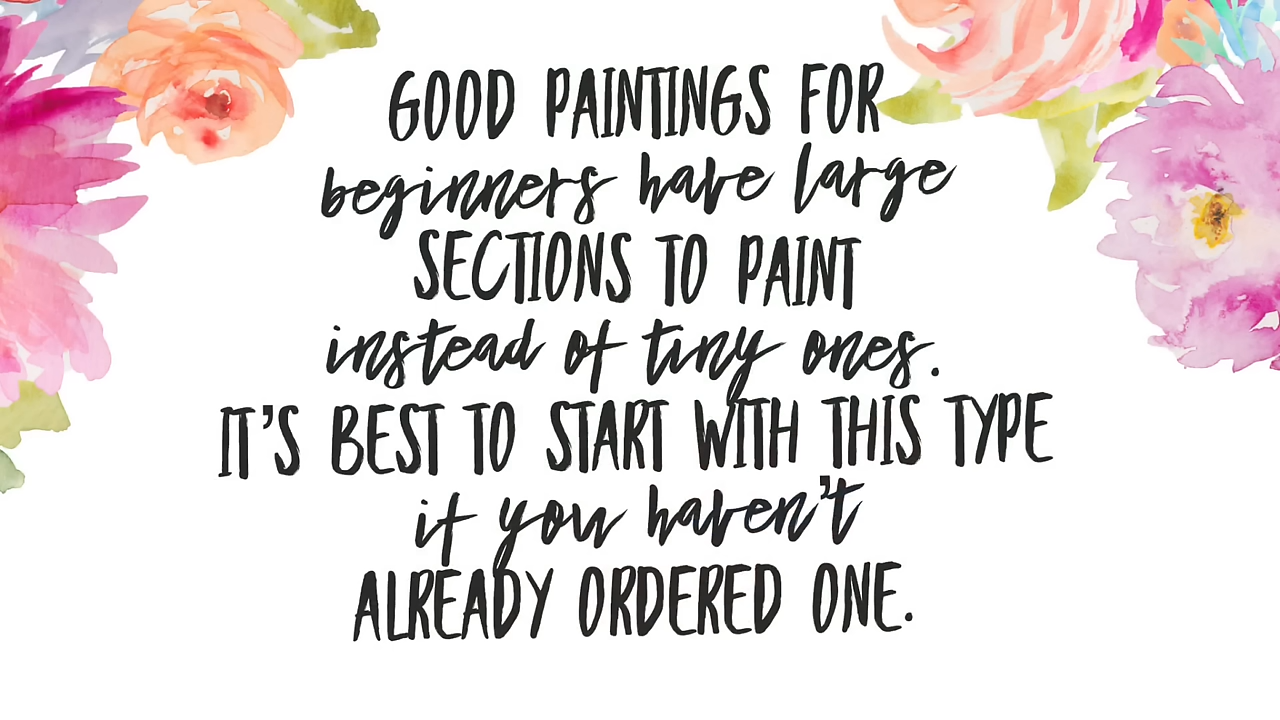 GOOD PAINTINGS FOR
beginners have large
SECTIONS TO PAINT
instead of tiny ones.
IT'S BEST TO START WITH THIS TYPE
if you haven't
ALREADY ORDERED ONE.